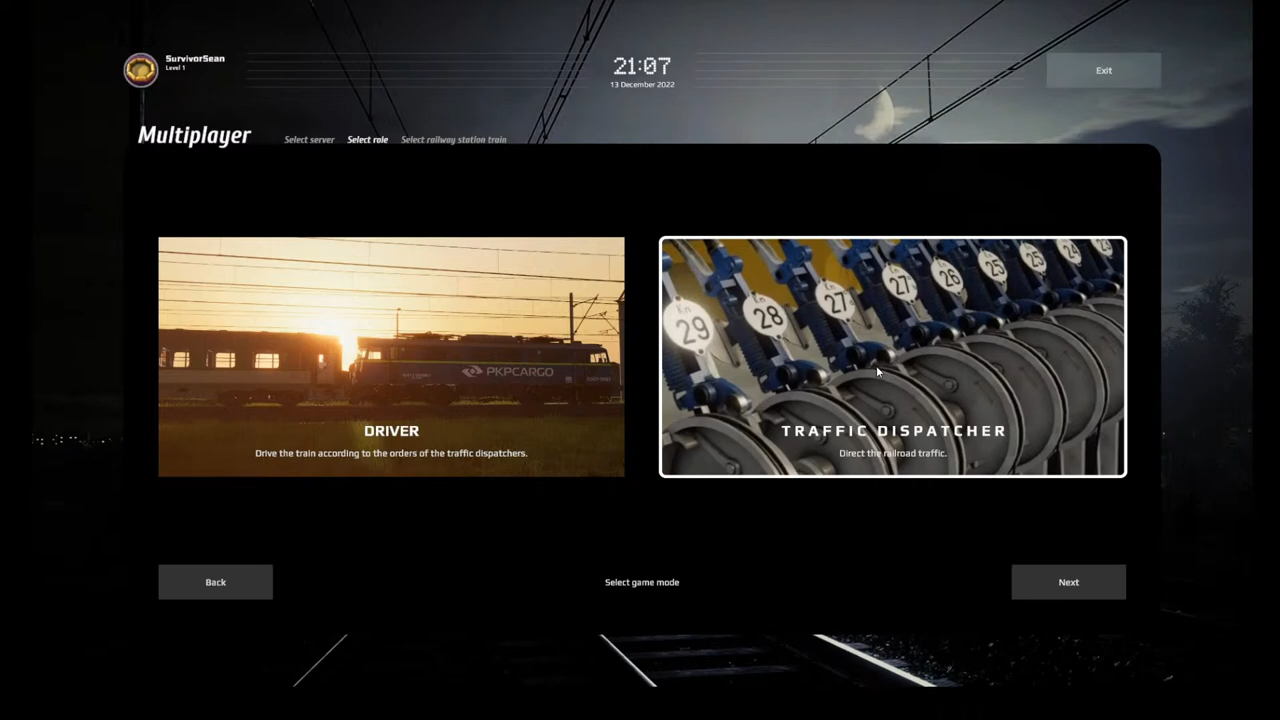 SurvivorSean
Level 1
21:07
13 December 2022
Exit
Multiplayer
Select server
Select role
Select railway station train
PKPCARGO
DRIVER
Drive the train according to the orders of the traffic dispatchers.
Kn
29
28
27
Kn
27
26
25
25
24
23
TRAFFIC DISPATCHER
Direct the railroad traffic.
Back
Select game mode
Next